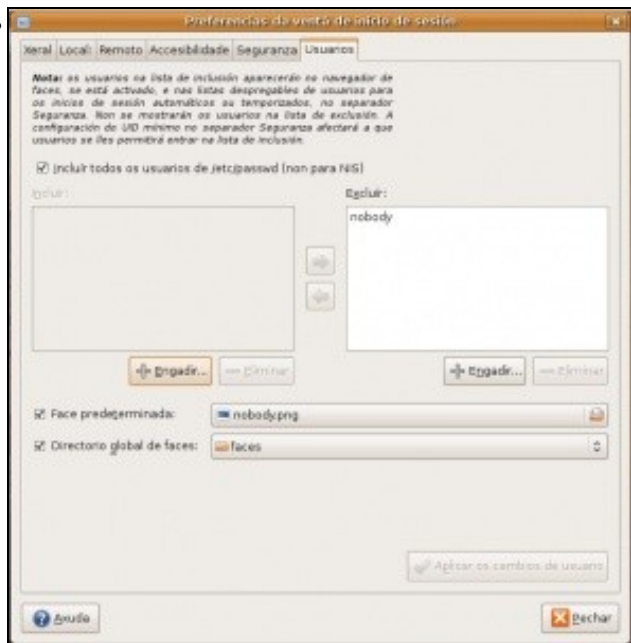 Preferencias da ventá de inicio de sesión
Xeral Local: Remoto Accesibilidade Seguranza Usuarios
Nota: os usuarios na lista de inclusión aparecerán no navegador de
faces, se está activado, e nas listas despregables de usuarios para
os inicios de sesión automáticos ou temporizados, no separador
Seguranza. Non se mostrarán os usuarios na lista de exclusión. A
configuración de UID mínimo no separador Seguranza afectará a que
usuarios se lles permitirá entrar na lista de inclusión.
Incluír todos os usuarios de /etc/passwd (non para NIS)
Incluír: Excluír:
nobody
Engadir... Eliminar Engadir... Eliminar
Face predeterminada: nobody.png
Directorio global de faces: faces
Aplicar os cambios de usuario
Axuda Pechar